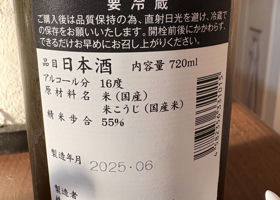 要冷蔵
ご購入後は品質保持の為、直射日光を避け、冷蔵で
の保存をお願いいたします。開栓前後にかかわらず、
できるだけお早めにお召し上がりください。
品目 日本酒 内容量 720ml
アルコール分 16度
原材料名 米(国産)
米こうじ(国産米)
精米歩合 55%
製造年月 2025.06
製造者